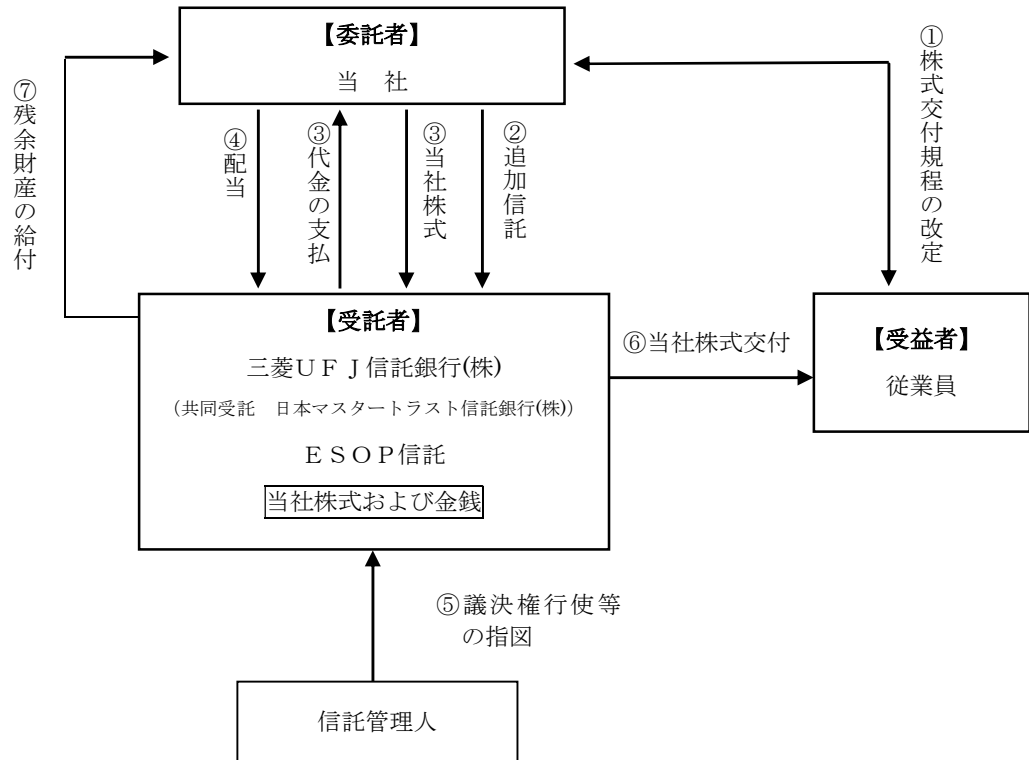 【委託者】
当 社
①株式交付規程の改定
⑦残余財産の給付
④配当
③代金の支払
③当社株式
②追加信託
【受託者】
三菱UFJ信託銀行(株)
(共同受託 日本マスタートラスト信託銀行(株))
ESOP信託
当社株式および金銭
⑥当社株式交付
【受益者】
従業員
⑤議決権行使等
の指図
信託管理人